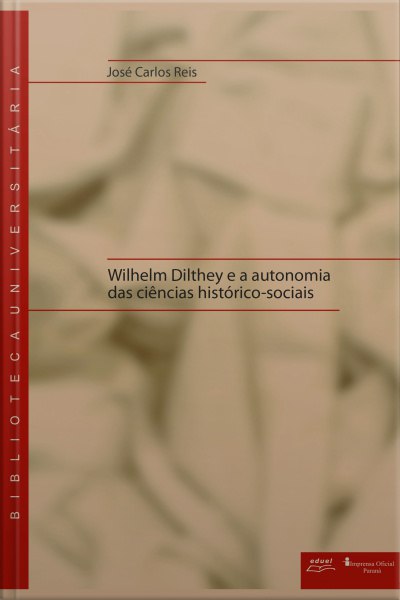 José Carlos Reis
BIBLIOTECA UNIVERSITÁRIA
Wilhelm Dilthey e a autonomia
das ciências histórico-sociais
eduel
Imprensa Oficial
Paraná